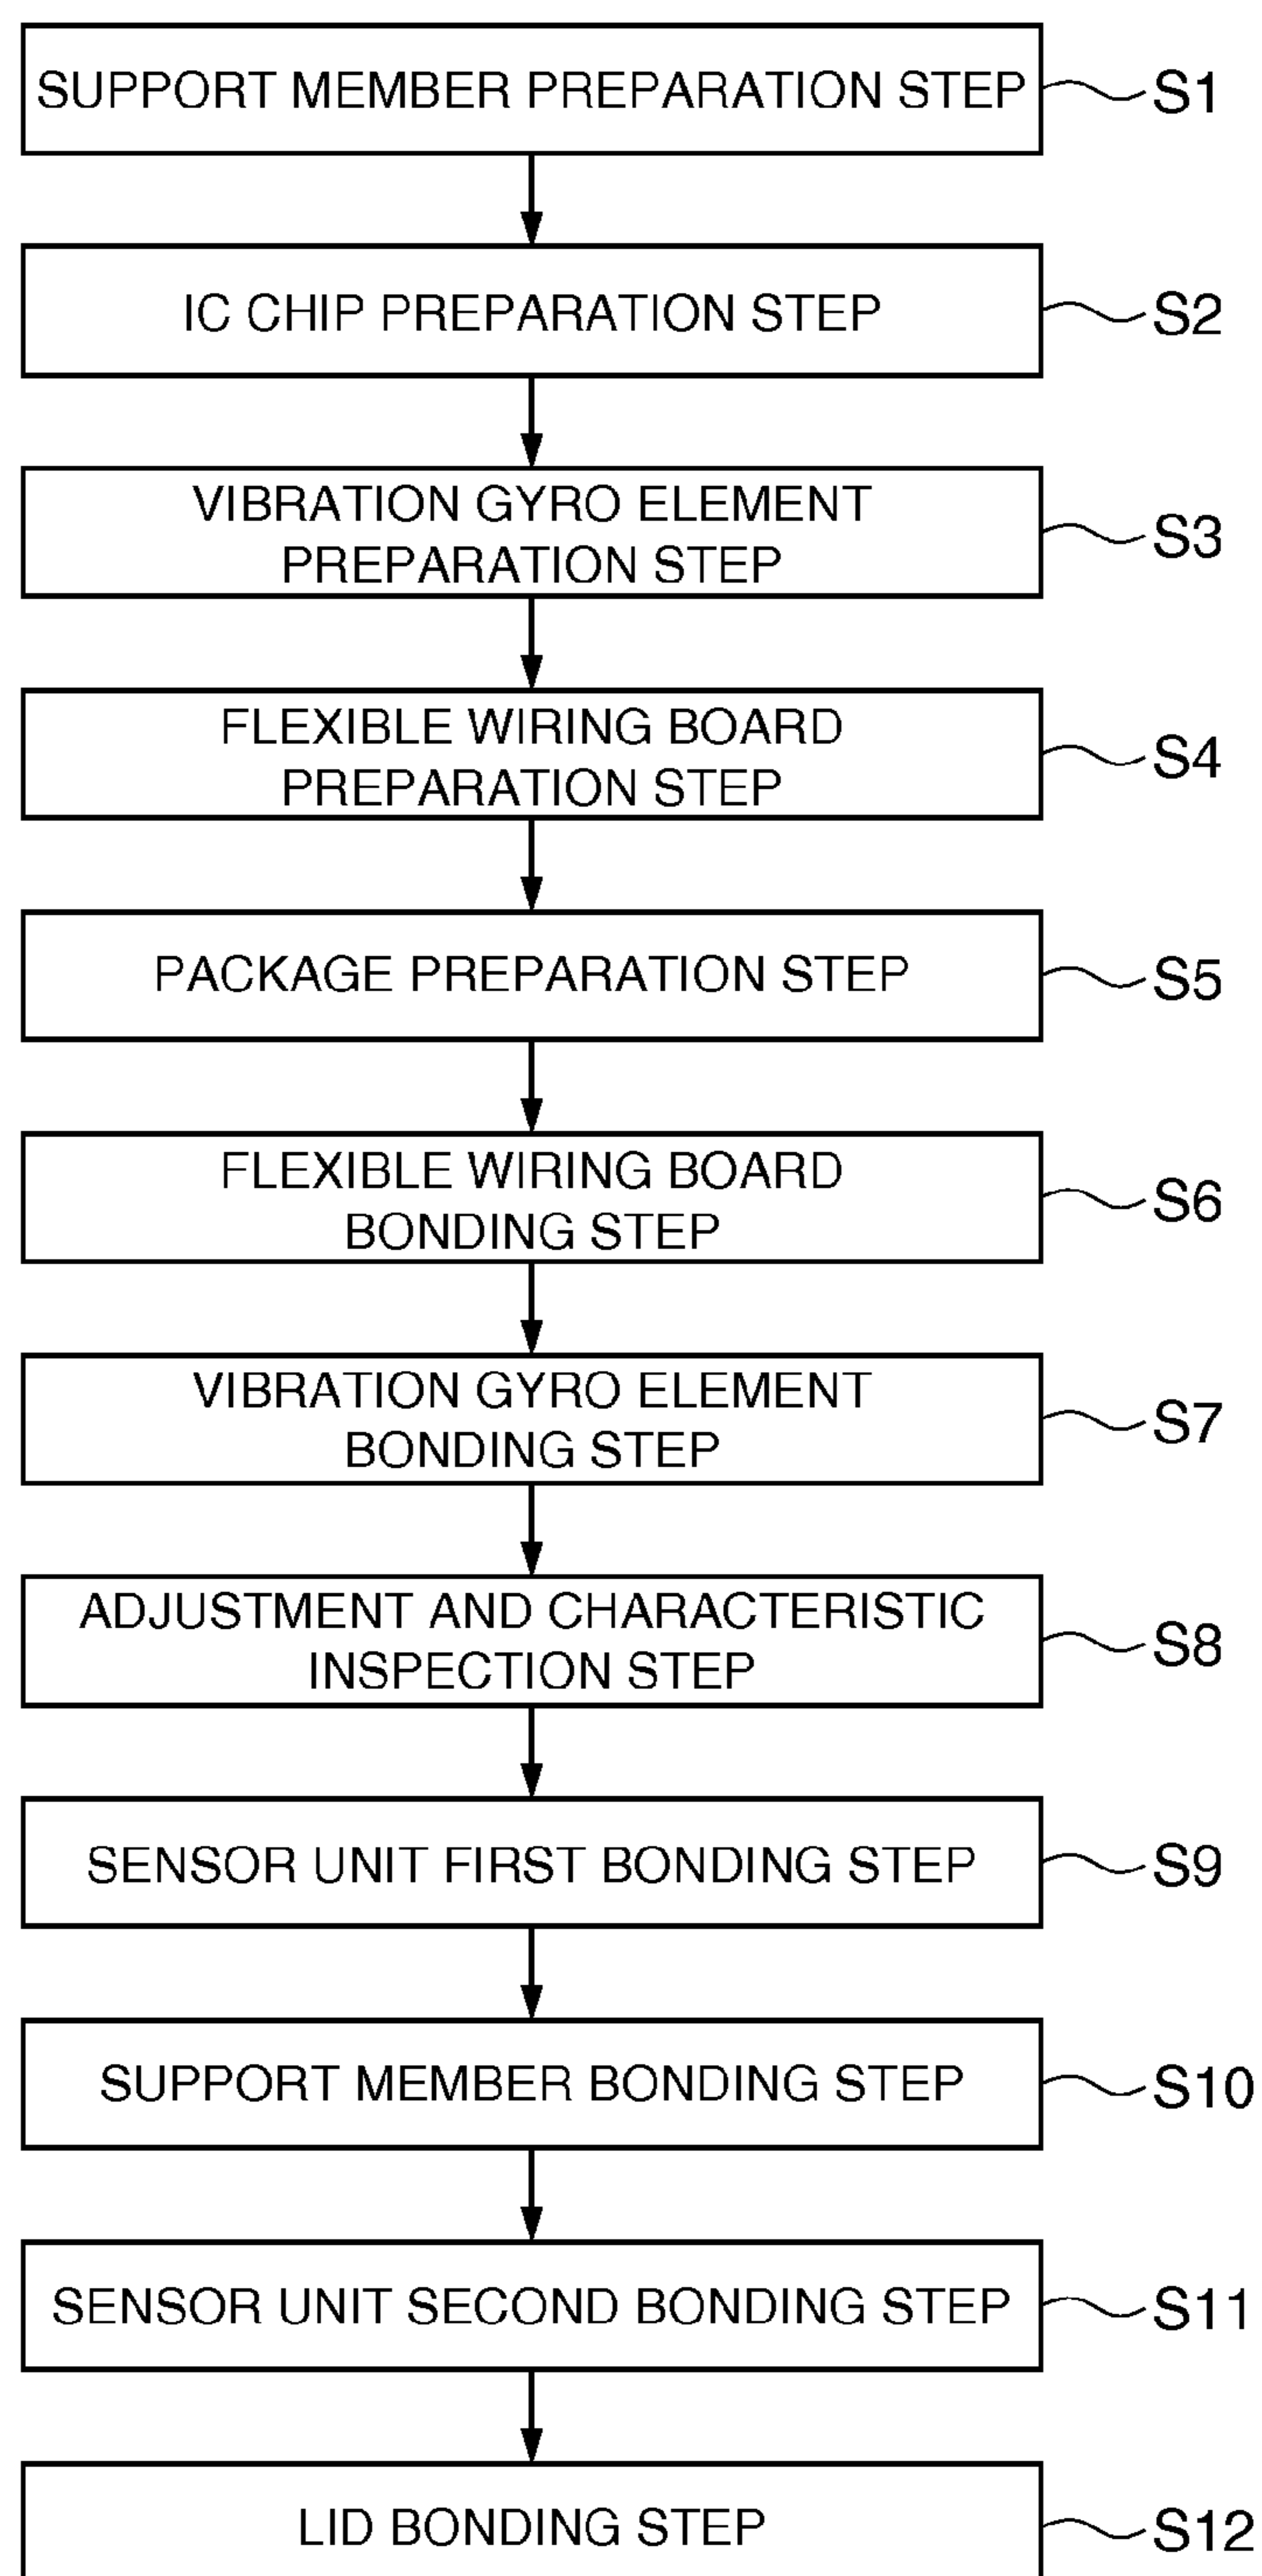 SUPPORT MEMBER PREPARATION STEP
S1
IC CHIP PREPARATION STEP
S2
VIBRATION GYRO ELEMENT
PREPARATION STEP
S3
FLEXIBLE WIRING BOARD
PREPARATION STEP
S4
PACKAGE PREPARATION STEP
S5
FLEXIBLE WIRING BOARD
BONDING STEP
S6
VIBRATION GYRO ELEMENT
BONDING STEP
S7
ADJUSTMENT AND CHARACTERISTIC
INSPECTION STEP
S8
SENSOR UNIT FIRST BONDING STEP
S9
SUPPORT MEMBER BONDING STEP
S10
SENSOR UNIT SECOND BONDING STEP
S11
LID BONDING STEP
S12